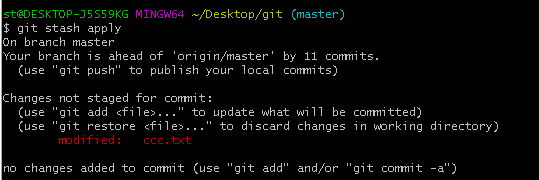 st@DESKTOP-J5S59KG MINGW64 ~/Desktop/git (master)
$ git stash apply
On branch master
Your branch is ahead of 'origin/master' by 11 commits.
  (use "git push" to publish your local commits)

Changes not staged for commit:
  (use "git add <file>..." to update what will be committed)
  (use "git restore <file>..." to discard changes in working directory)
        modified:   ccc.txt

no changes added to commit (use "git add" and/or "git commit -a")